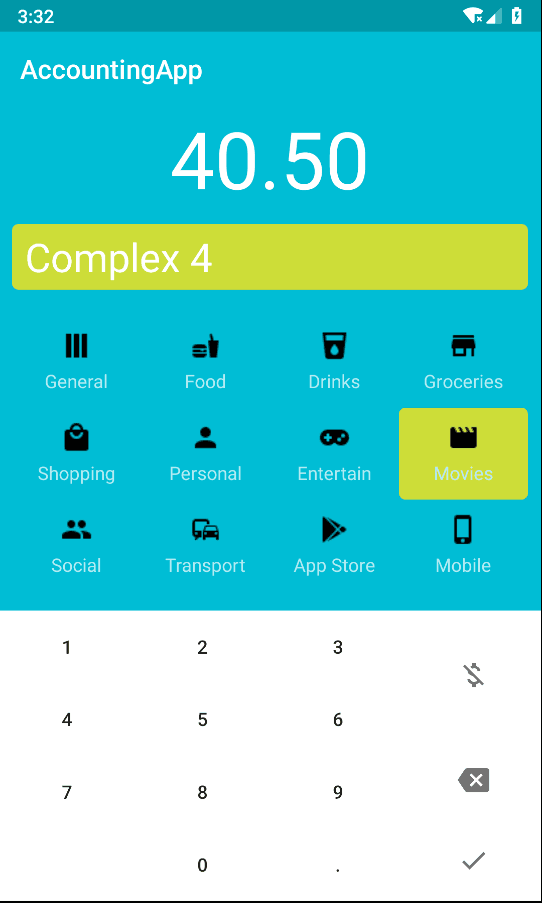 3:32
AccountingApp
40.50
Complex 4
General Food Drinks Groceries
Shopping Personal Entertain Movies
Social Transport App Store Mobile
1 2 3
4 5 6
7 8 9
0 .